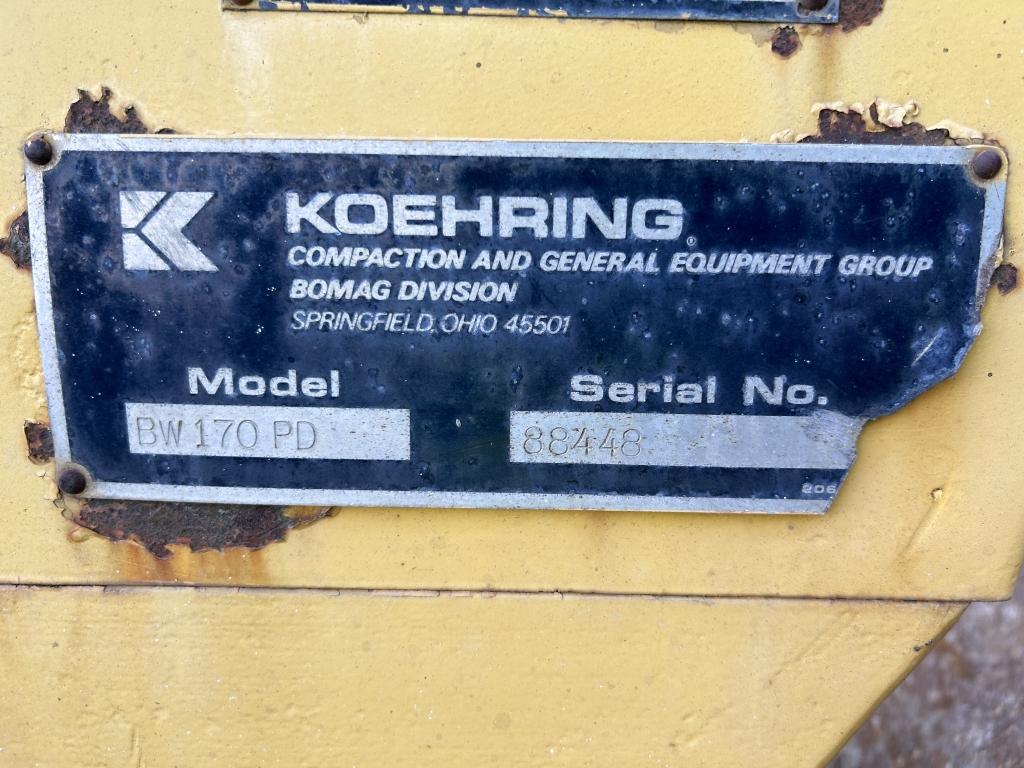 KOEHRING®
COMPACTION AND GENERAL EQUIPMENT GROUP
BOMAG DIVISION
SPRINGFIELD, OHIO 45501
Model Serial No.
BW 170 PD 88448
206